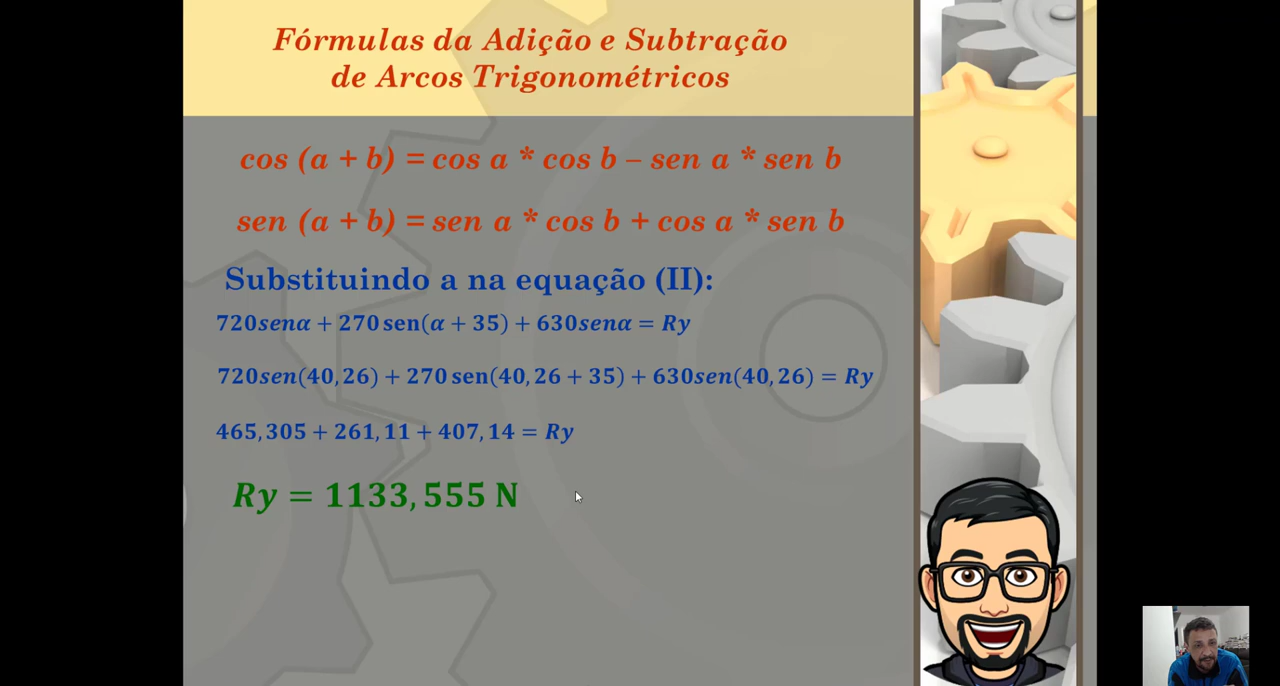 Fórmulas da Adição e Subtração
de Arcos Trigonométricos
cos (a + b) = cos a * cos b – sen a * sen b
sen (a + b) = sen a * cos b + cos a * sen b
Substituindo a na equação (II):
720senα + 270 sen(α + 35) + 630senα = Ry
720sen(40, 26) + 270 sen(40, 26 + 35) + 630sen(40, 26) = Ry
465, 305 + 261, 11 + 407, 14 = Ry
Ry = 1133, 555 N